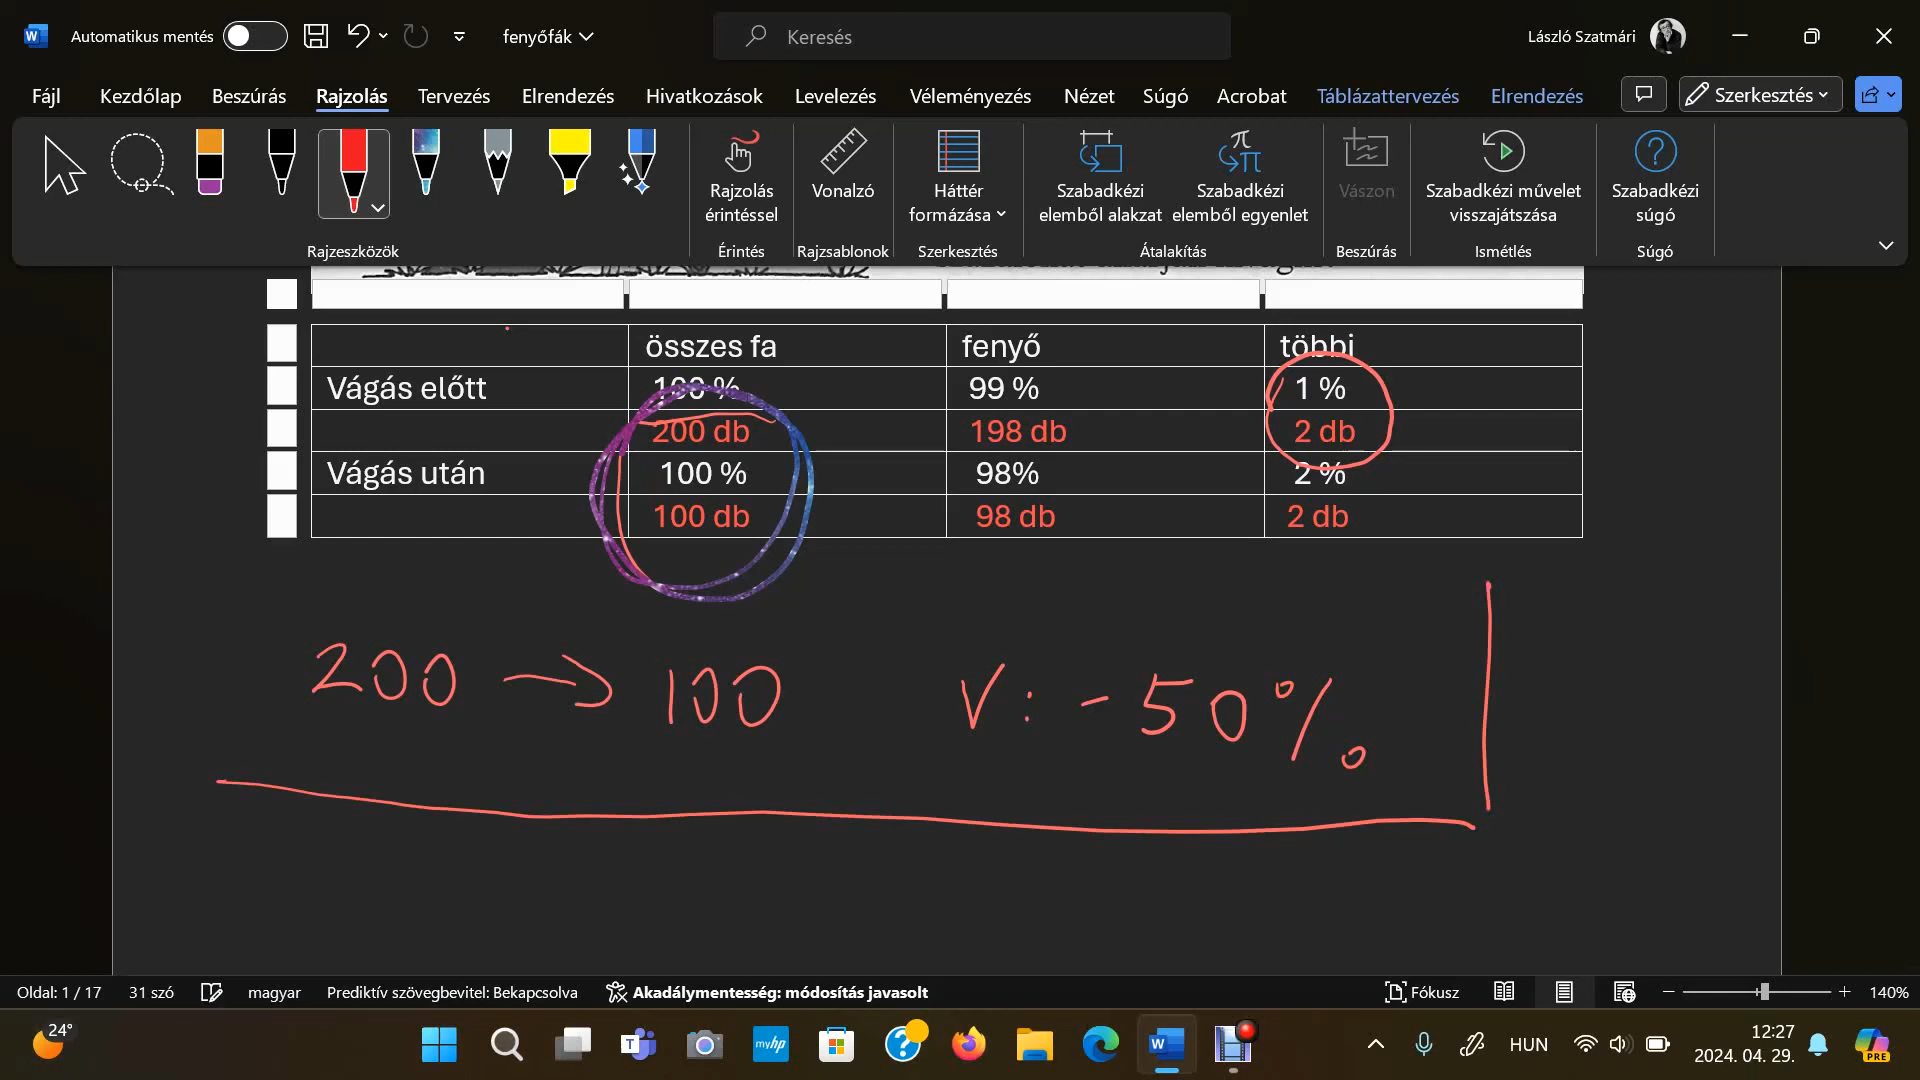 Automatikus mentés
fenyőfák
Keresés
László Szatmári
Fájl
Kezdőlap
Beszúrás
Rajzolás
Tervezés
Elrendezés
Hivatkozások
Levelezés
Véleményezés
Nézet
Súgó
Acrobat
Táblázattervezés
Elrendezés
Szerkesztés
Rajzolás érintéssel
Vonalzó
Háttér formázása
Szabadkézi elemből alakzat
Szabadkézi elemből egyenlet
Vászon
Szabadkézi művelet visszajátszása
Szabadkézi súgó
Rajzeszközök
Érintés
Rajzsablonok
Szerkesztés
Átalakítás
Beszúrás
Ismétlés
Súgó
összes fa fenyő többi
Vágás előtt 100 % 99 % 1 %
200 db 198 db 2 db
Vágás után 100 % 98% 2 %
100 db 98 db 2 db
200 → 100 V: - 50%
Oldal: 1 / 17
31 szó
magyar
Prediktív szövegbevitel: Bekapcsolva
Akadálymentesség: módosítás javasolt
Fókusz
140%
24°
myhp
HUN
12:27
2024. 04. 29.
PRE